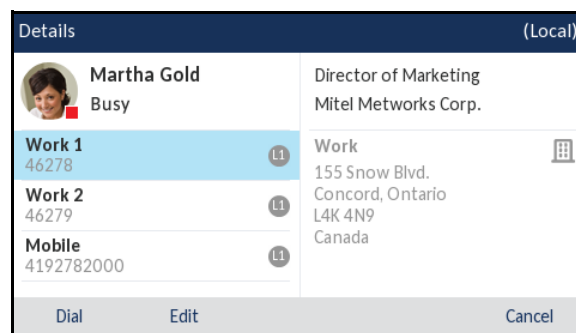 Details (Local)
Martha Gold
Busy
Director of Marketing
Mitel Metworks Corp.
Work 1
46278 L1
Work 2
46279 L1
Mobile
4192782000 L1
Work
155 Snow Blvd.
Concord, Ontario
L4K 4N9
Canada
Dial Edit Cancel